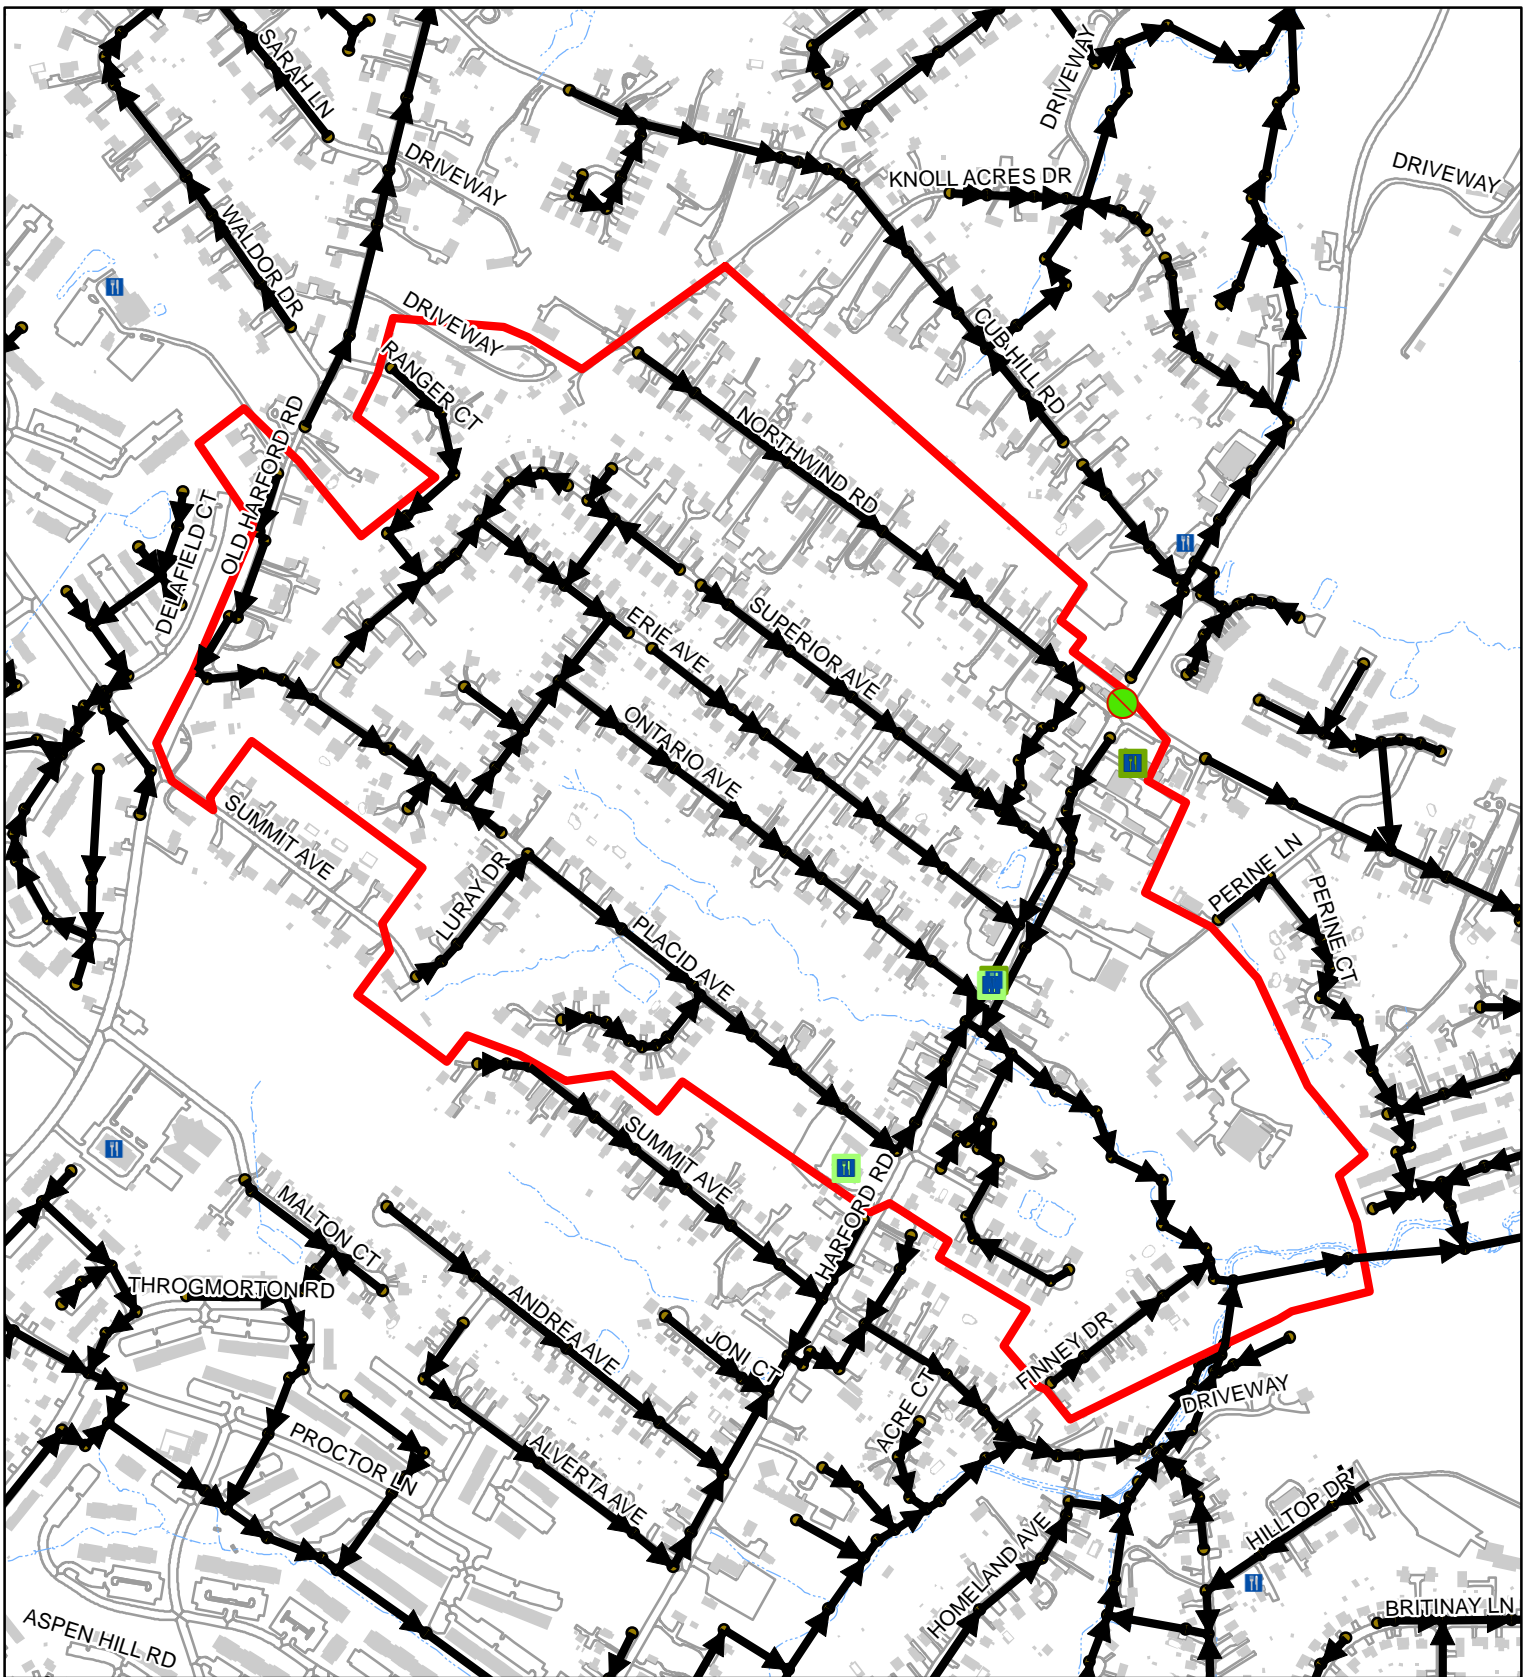 SARAH LN
DRIVEWAY
DRIVEWAY
KNOLL ACRES DR
DRIVEWAY
WALDOR DR
DRIVEWAY
RANGER CT
CUB HILL RD
NORTHWIND RD
OLD HARFORD RD
DELAFIELD CT
SUPERIOR AVE
ERIE AVE
ONTARIO AVE
SUMMIT AVE
LURAY DR
PERINE LN
PERINE CT
PLACID AVE
SUMMIT AVE
HARFORD RD
MALTON CT
THROGMORTON RD
ANDREA AVE
JONI CT
FINNEY DR
DRIVEWAY
ACRE CT
PROCTOR LN
ALVERTA AVE
HILLTOP DR
HOMELAND AVE
BRITINAY LN
ASPEN HILL RD